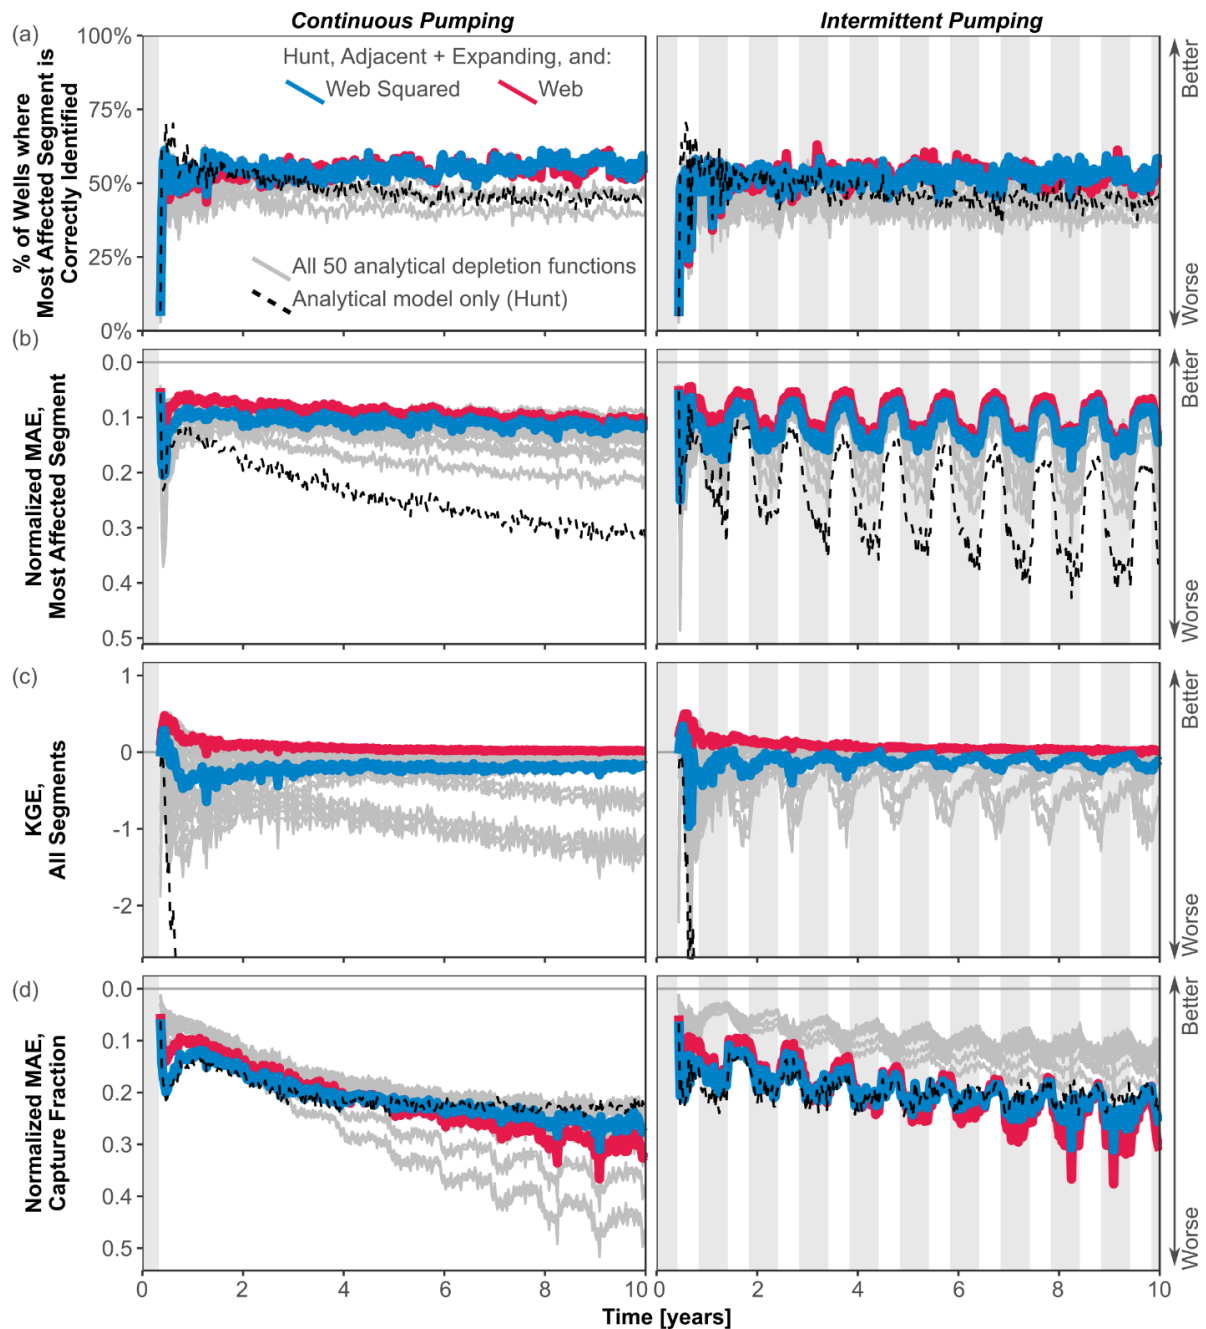 Continuous Pumping
Intermittent Pumping
(a)
% of Wells where
Most Affected Segment is
Correctly Identified
100%
75%
50%
25%
0%
Hunt, Adjacent + Expanding, and:
Web Squared
Web
All 50 analytical depletion functions
Analytical model only (Hunt)
Better
Worse
(b)
Normalized MAE,
Most Affected Segment
0.0
0.1
0.2
0.3
0.4
0.5
Better
Worse
(c)
KGE,
All Segments
1
0
-1
-2
Better
Worse
(d)
Normalized MAE,
Capture Fraction
0.0
0.1
0.2
0.3
0.4
0.5
Better
Worse
0 2 4 6 8 10
0 2 4 6 8 10
Time [years]